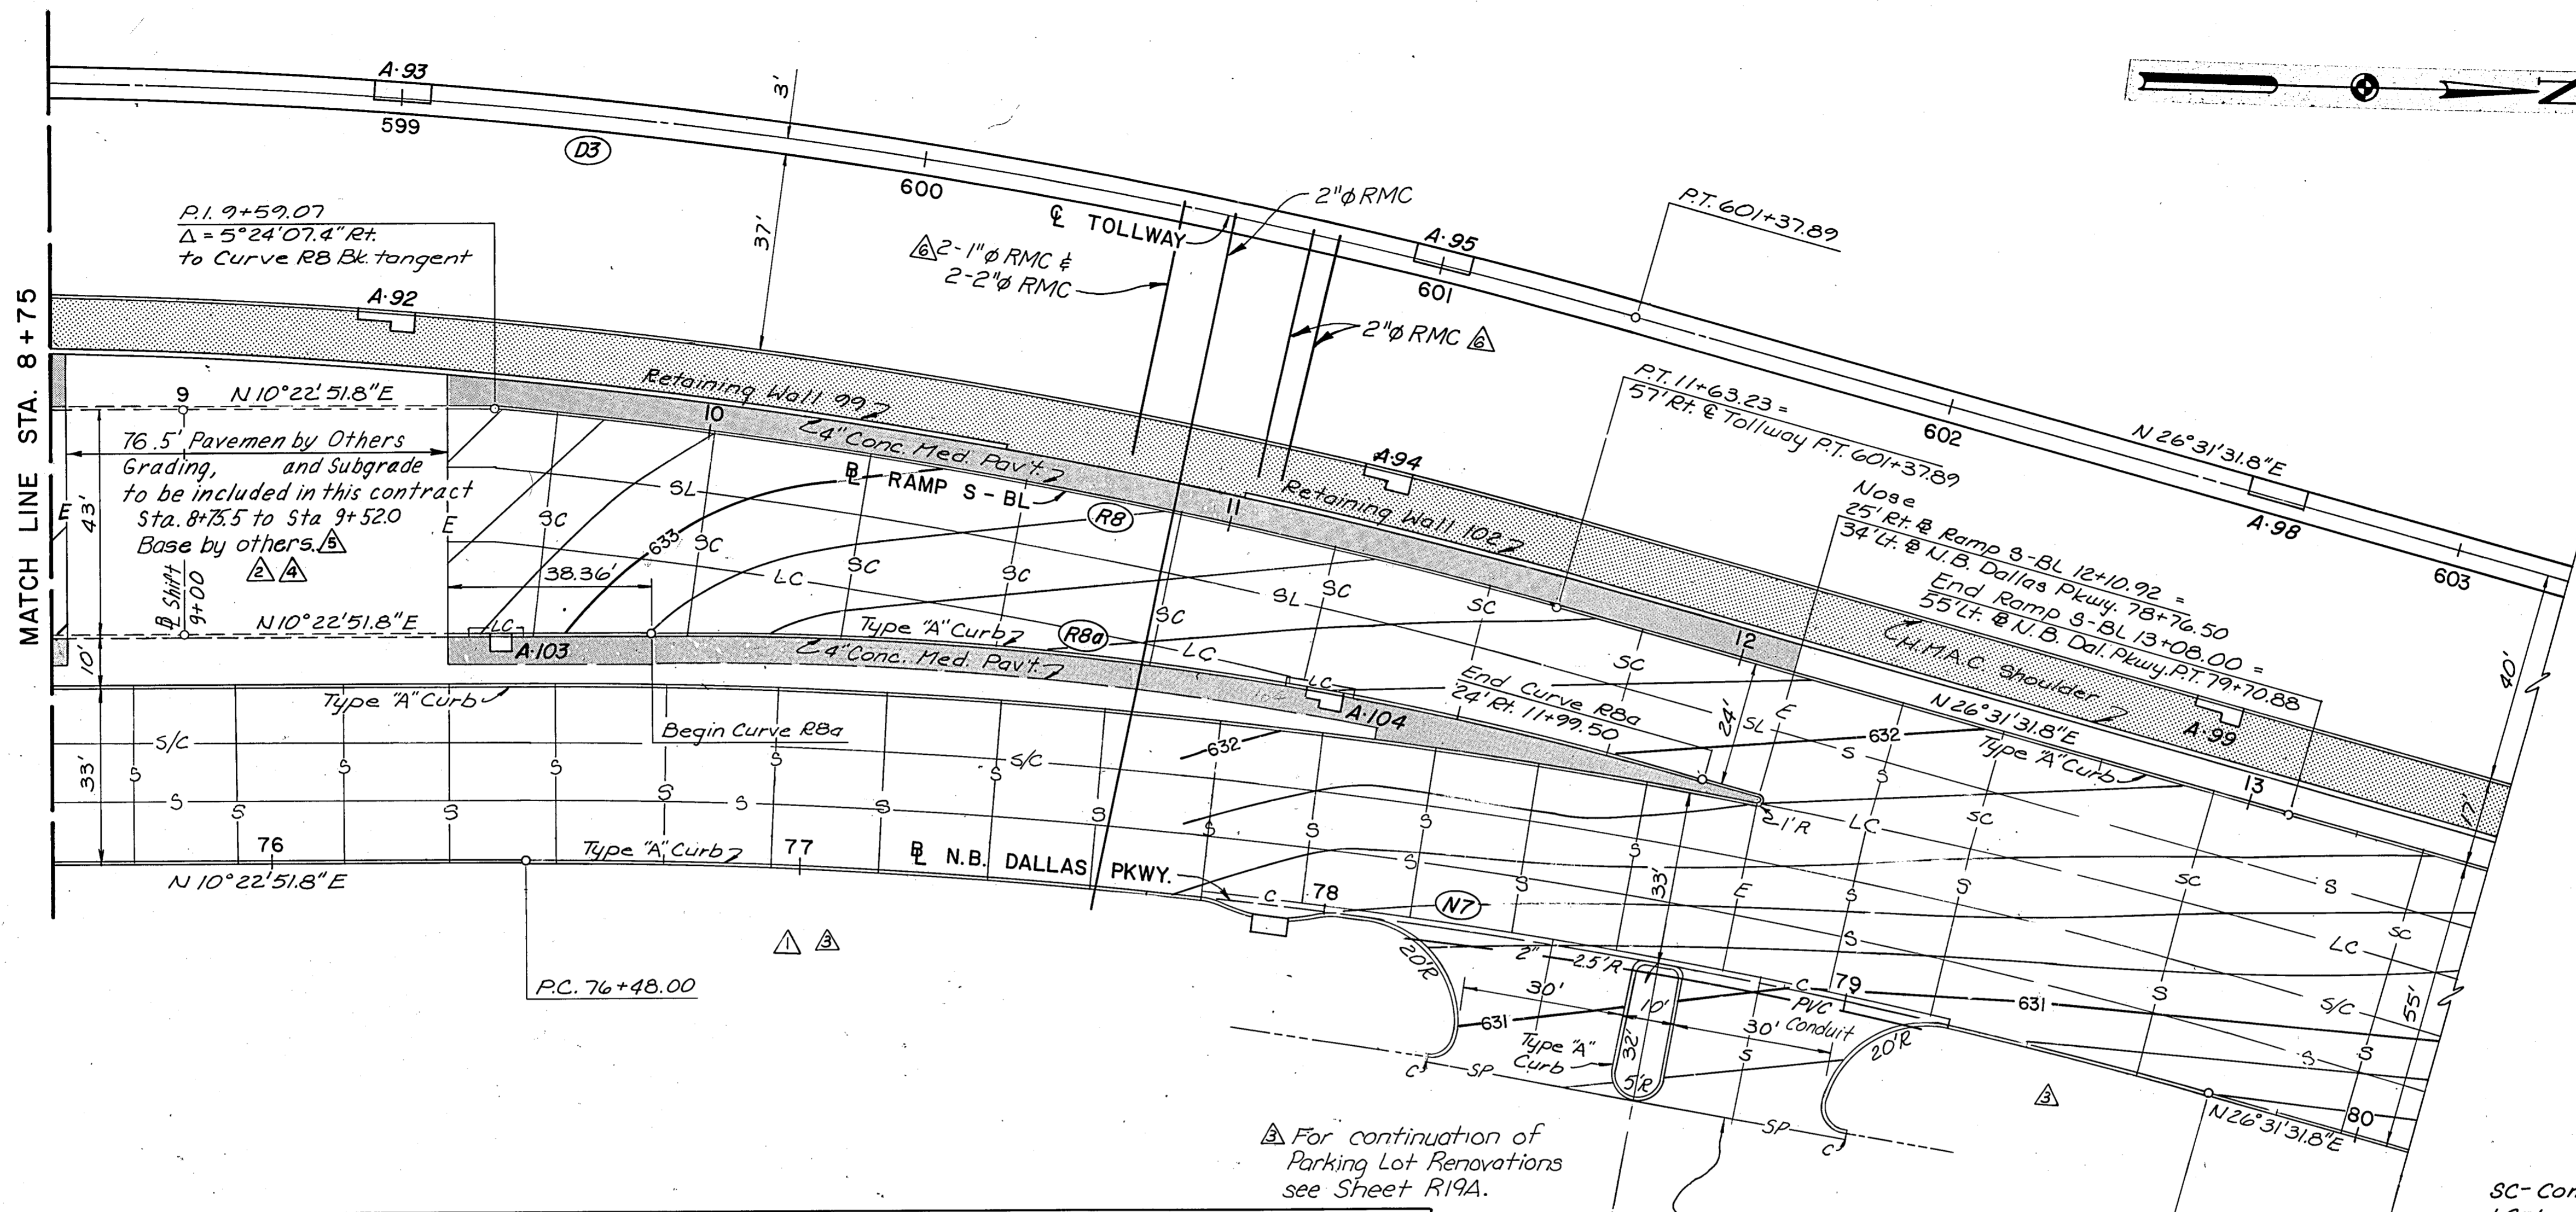 MATCH LINE STA. 8+75
A-93
599
D3
3'
37'
600
℄ TOLLWAY
2"ϕ RMC
6 2-1"ϕ RMC &
2-2"ϕ RMC
2"ϕ RMC 6
A-95
601
P.T. 601+37.89
N
P.I. 9+59.07
Δ = 5°24'07.4" Rt.
to Curve R8 Bk. tangent
A-92
9
N 10°22'51.8"E
76.5' Pavemen by Others
Grading, and Subgrade
to be included in this contract
Sta. 8+75.5 to Sta 9+52.0
Base by others. 5
2 4
E
E
43'
10'
33'
BL Shift
9+00
N 10°22'51.8"E
38.36'
Retaining Wall 99
10
4" Conc. Med. Pav't.
BL RAMP S-BL
R8
11
Retaining Wall 102
A-94
P.T. 11+63.23 =
57' Rt. ℄ Tollway P.T. 601+37.89
602
N 26°31'31.8"E
A-98
603
Nose
25' Rt. BL Ramp S-BL 12+10.92 =
34' Lt. BL N.B. Dallas Pkwy. 78+76.50
End Ramp S-BL 13+08.00 =
55' Lt. BL N.B. Dal. Pkwy. P.T. 79+70.88
12
H.M.A.C Shoulder
A-99
N 26°31'31.8"E
Type "A" Curb
13
40'
17'
55'
633
SL
SC
SC
SC
SC
SC
SC
SC
SC
LC
SL
LC
SL
LC
Type "A" Curb
R8a
4" Conc. Med. Pav't.
LC
A-103
LC
A-104
End Curve R8a
24' Rt. 11+99.50
24'
E
632
Type "A" Curb
Begin Curve R8a
S/C
S/C
S
S
S
S
S
S
S
S
S
S
632
S
S
S
S
S
S
33'
1'R
LC
SC
S
S
E
S
S
S
SC
S
SC
LC
S/C
S
S
S
76
N 10°22'51.8"E
Type "A" Curb
77
BL N.B. DALLAS PKWY.
C
78
N7
P.C. 76+48.00
1 3
20'R
2"
25'R
30'
10'
30'
C
79
PVC
Conduit
631
631
Type "A"
Curb
32'
5'R
S
20'R
C
SP
SP
C
3
N 26°31'31.8"E
80
3 For continuation of
Parking Lot Renovations
see Sheet R19A.